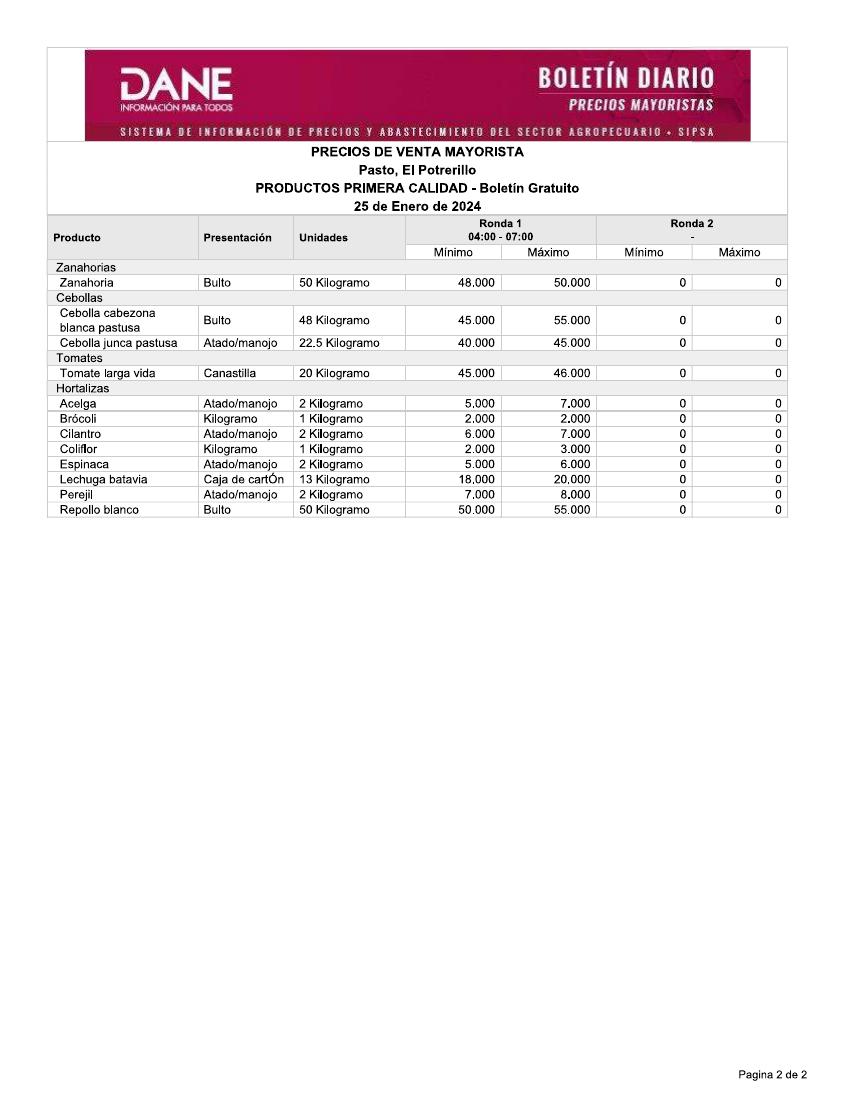 DANE
INFORMACIÓN PARA TODOS
BOLETÍN DIARIO
PRECIOS MAYORISTAS
SISTEMA DE INFORMACIÓN DE PRECIOS Y ABASTECIMIENTO DEL SECTOR AGROPECUARIO • SIPSA
PRECIOS DE VENTA MAYORISTA
Pasto, El Potrerillo
PRODUCTOS PRIMERA CALIDAD - Boletín Gratuito
25 de Enero de 2024
Producto Presentación Unidades Ronda 1 Ronda 2
04:00 - 07:00 -
Mínimo Máximo Mínimo Máximo
Zanahorias
Zanahoria Bulto 50 Kilogramo 48.000 50.000 0 0
Cebollas
Cebolla cabezona
blanca pastusa Bulto 48 Kilogramo 45.000 55.000 0 0
Cebolla junca pastusa Atado/manojo 22.5 Kilogramo 40.000 45.000 0 0
Tomates
Tomate larga vida Canastilla 20 Kilogramo 45.000 46.000 0 0
Hortalizas
Acelga Atado/manojo 2 Kilogramo 5.000 7.000 0 0
Brócoli Kilogramo 1 Kilogramo 2.000 2.000 0 0
Cilantro Atado/manojo 2 Kilogramo 6.000 7.000 0 0
Coliflor Kilogramo 1 Kilogramo 2.000 3.000 0 0
Espinaca Atado/manojo 2 Kilogramo 5.000 6.000 0 0
Lechuga batavia Caja de cartÓn 13 Kilogramo 18.000 20.000 0 0
Perejil Atado/manojo 2 Kilogramo 7.000 8.000 0 0
Repollo blanco Bulto 50 Kilogramo 50.000 55.000 0 0
Pagina 2 de 2